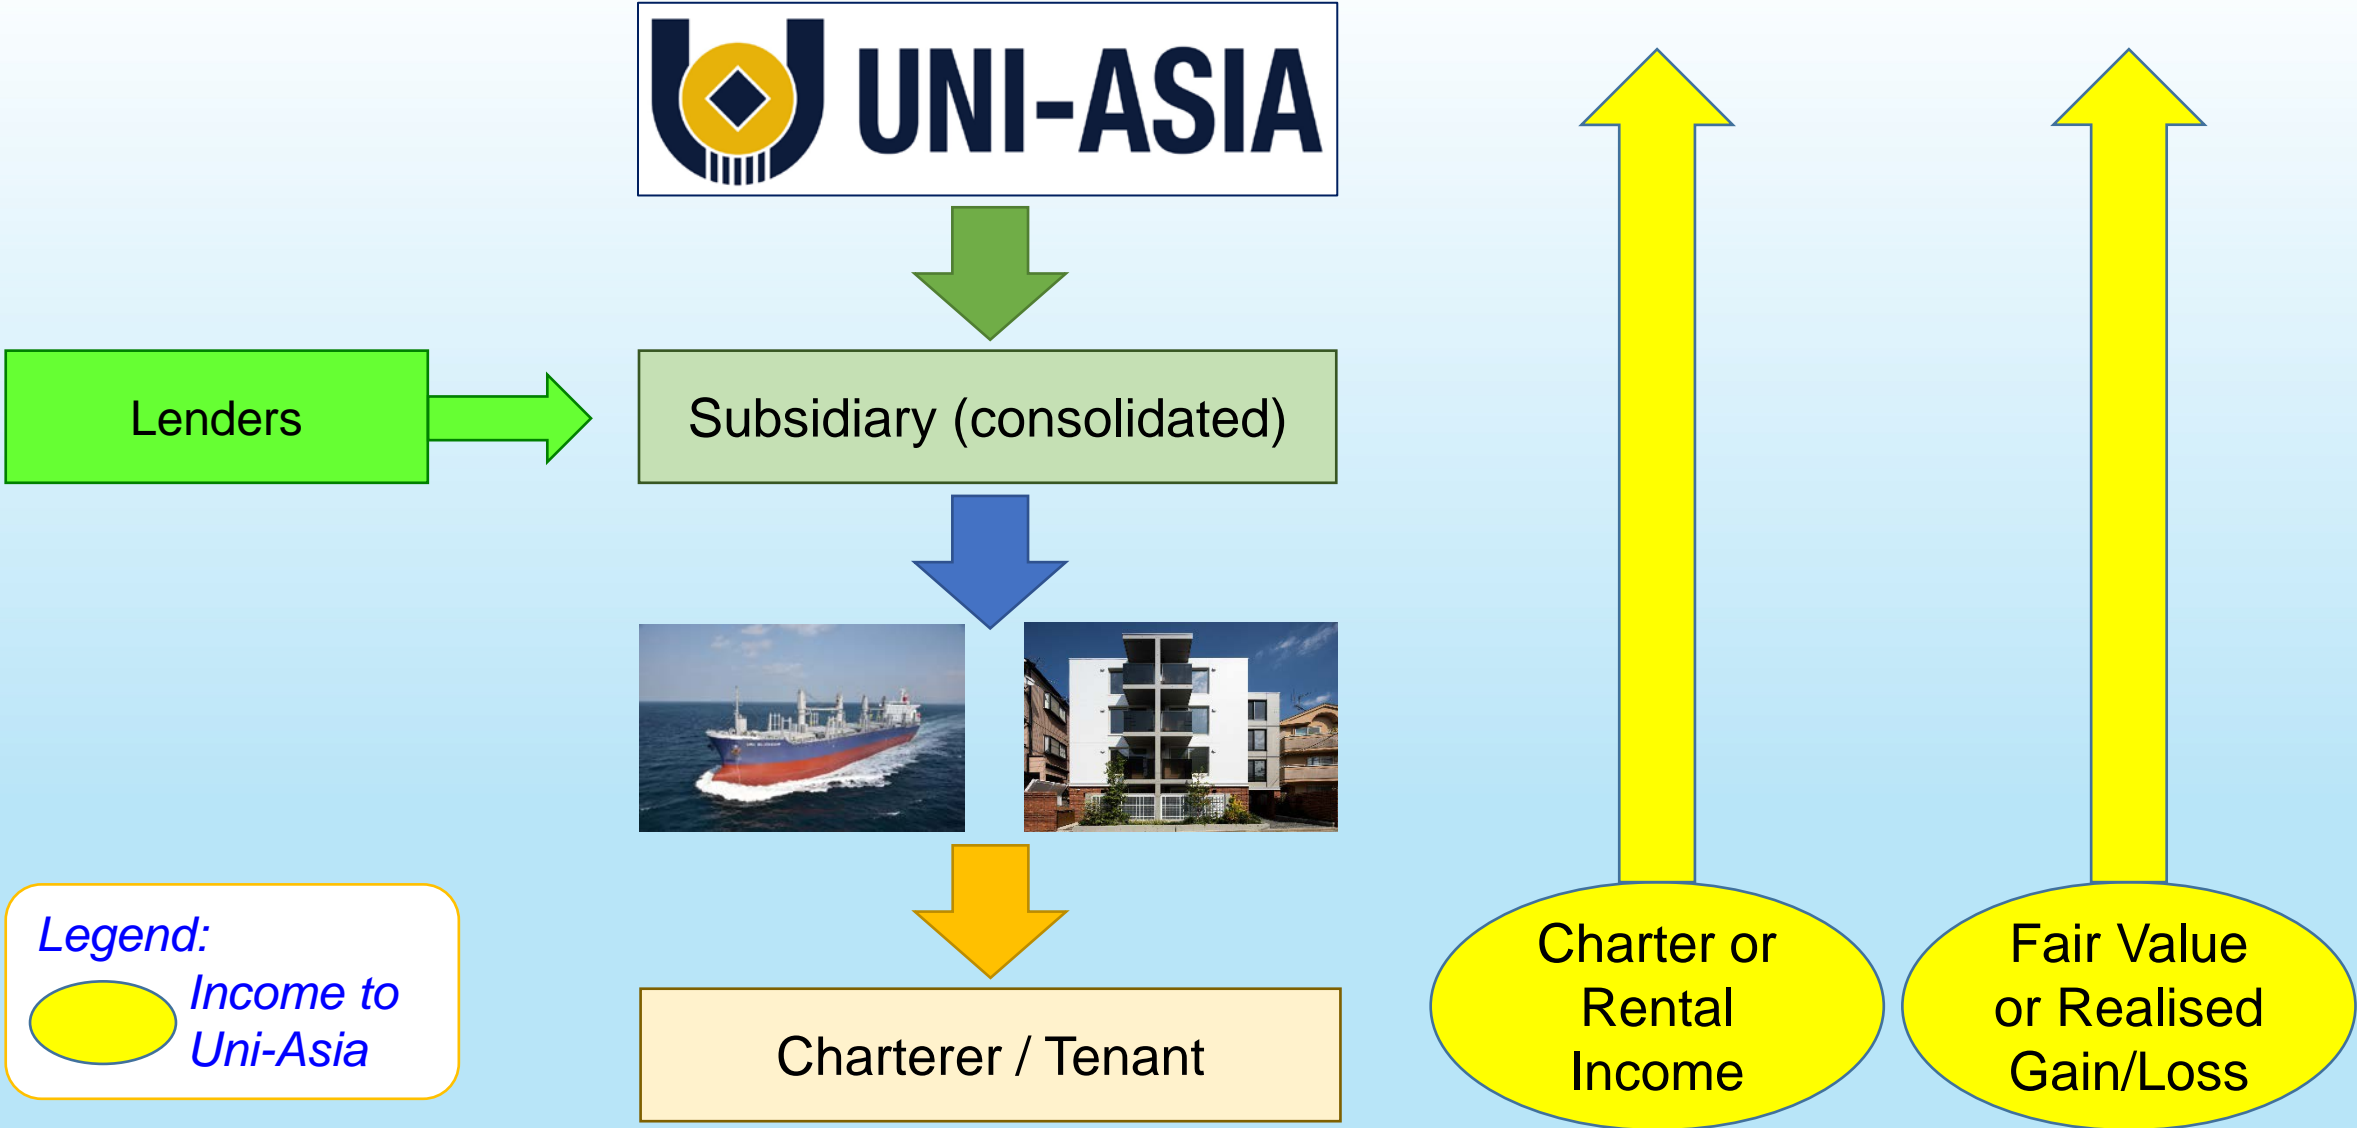 UNI-ASIA
Lenders
Subsidiary (consolidated)
Legend:
Income to
Uni-Asia
Charterer / Tenant
Charter or
Rental
Income
Fair Value
or Realised
Gain/Loss